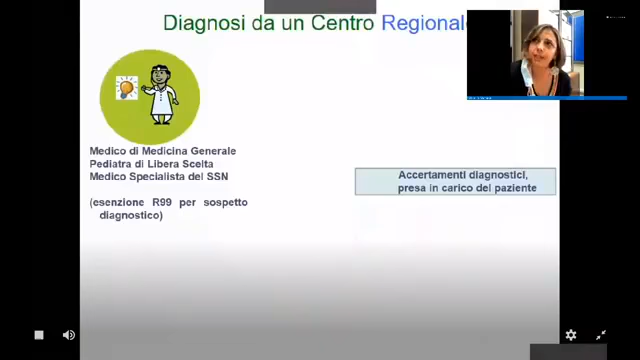 Diagnosi da un Centro Regionale
Medico di Medicina Generale
Pediatra di Libera Scelta
Medico Specialista del SSN
(esenzione R99 per sospetto
diagnostico)
Accertamenti diagnostici,
presa in carico del paziente